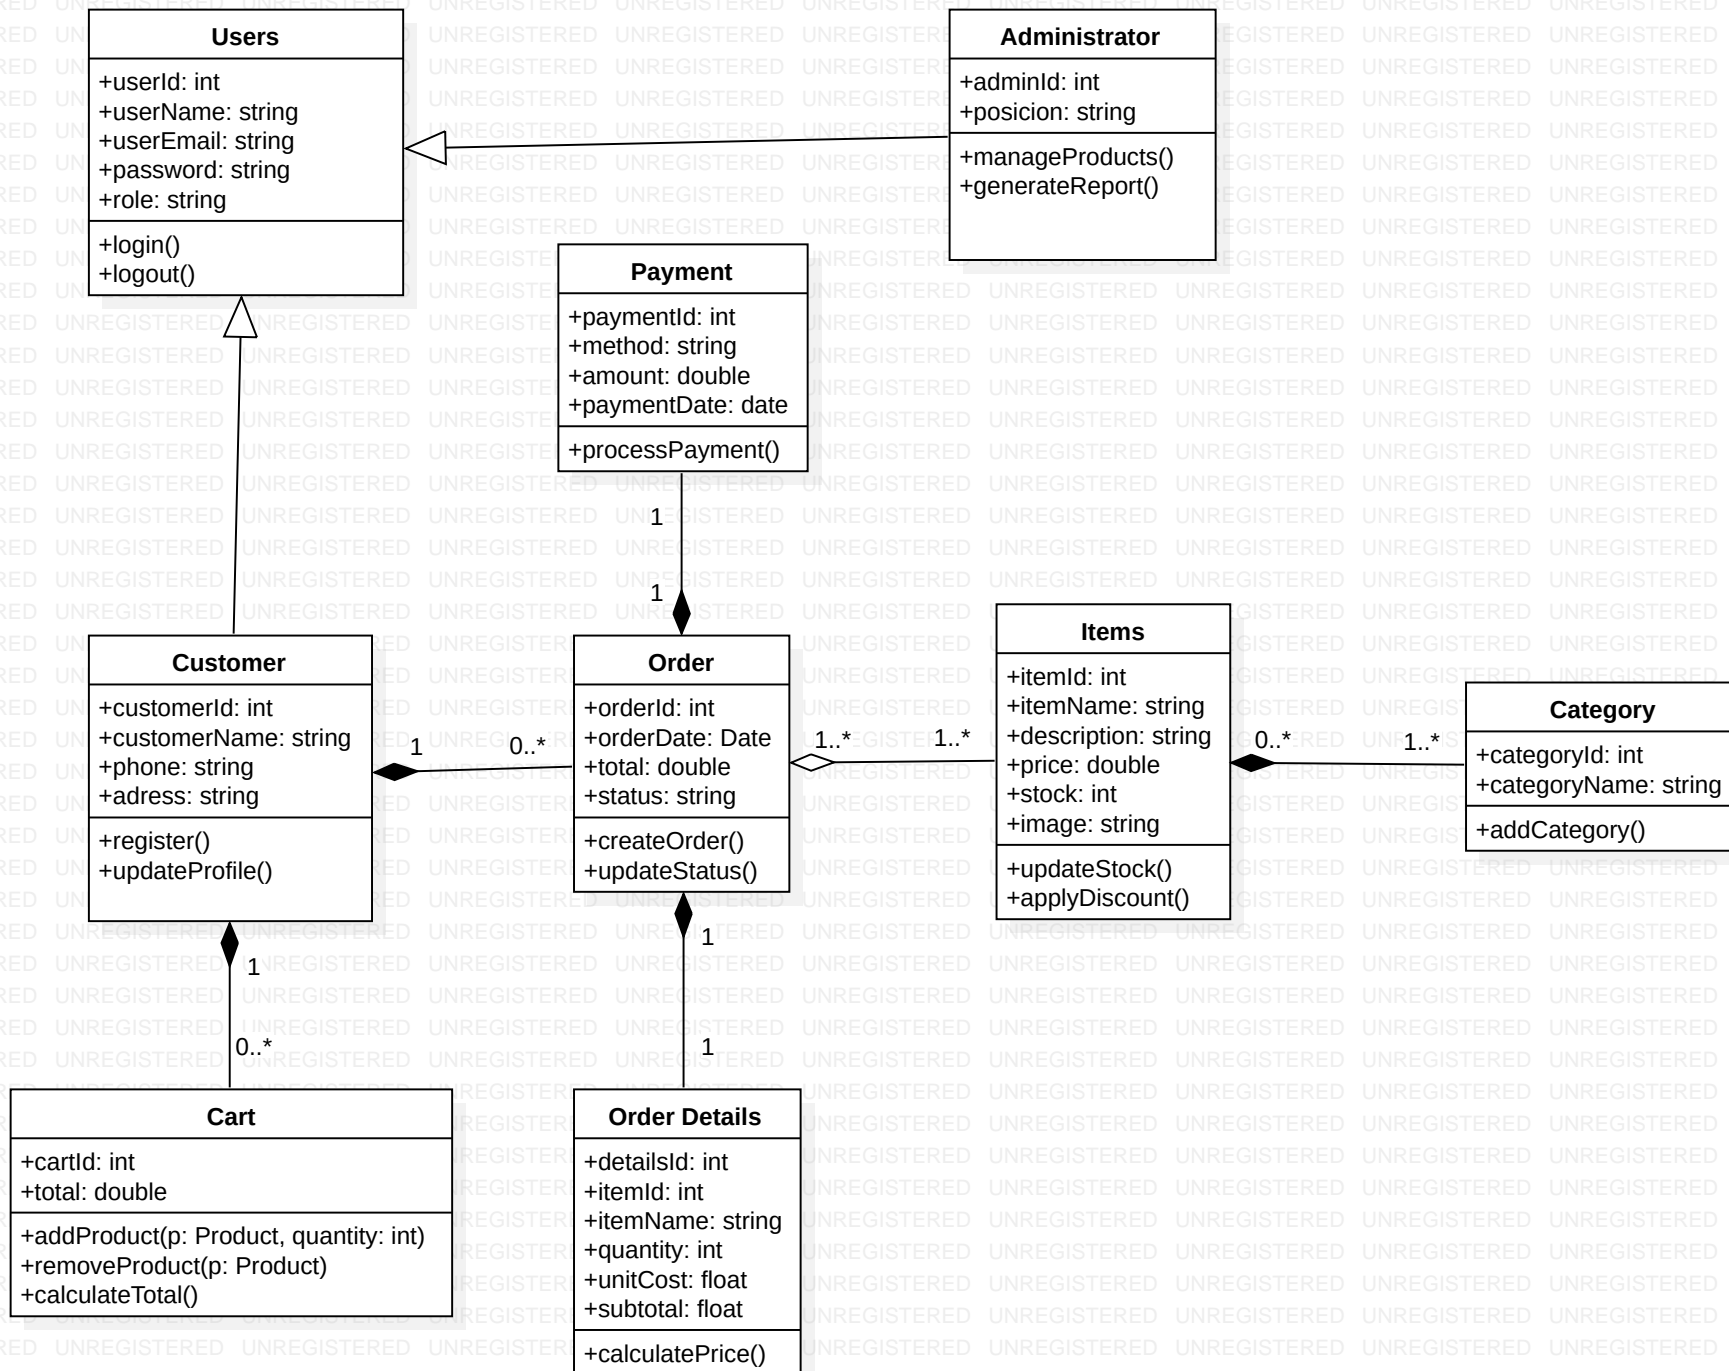 Users
+userId: int
+userName: string
+userEmail: string
+password: string
+role: string
+login()
+logout()
Administrator
+adminId: int
+posicion: string
+manageProducts()
+generateReport()
Payment
+paymentId: int
+method: string
+amount: double
+paymentDate: date
+processPayment()
1
1
Customer
+customerId: int
+customerName: string
+phone: string
+adress: string
+register()
+updateProfile()
1
0..*
Order
+orderId: int
+orderDate: Date
+total: double
+status: string
+createOrder()
+updateStatus()
1..*
1..*
Items
+itemId: int
+itemName: string
+description: string
+price: double
+stock: int
+image: string
+updateStock()
+applyDiscount()
0..*
1..*
Category
+categoryId: int
+categoryName: string
+addCategory()
1
0..*
1
1
Cart
+cartId: int
+total: double
+addProduct(p: Product, quantity: int)
+removeProduct(p: Product)
+calculateTotal()
Order Details
+detailsId: int
+itemId: int
+itemName: string
+quantity: int
+unitCost: float
+subtotal: float
+calculatePrice()
UNREGISTERED